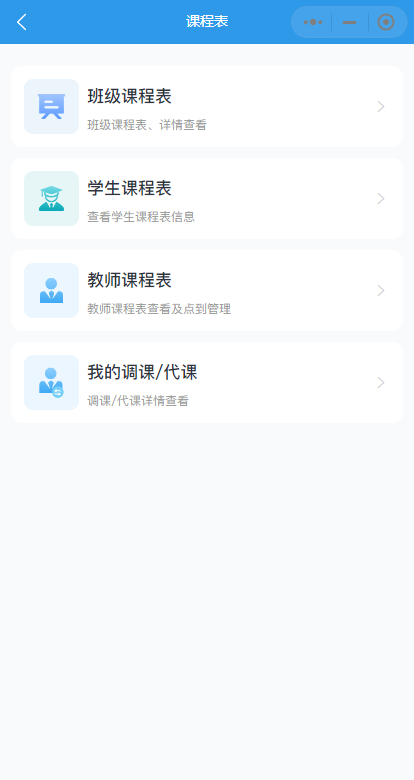 课程表
班级课程表
班级课程表、详情查看
学生课程表
查看学生课程表信息
教师课程表
教师课程表查看及点到管理
我的调课/代课
调课/代课详情查看